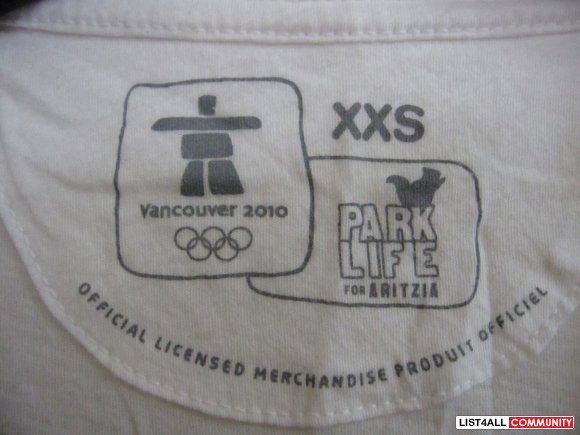 XXS
vancouver 2010
PARK
LIFE
FOR ARITZIA
OFFICIAL LICENSED MERCHANDISE PRODUIT OFFICIEL
LIST4ALL COMMUNITY